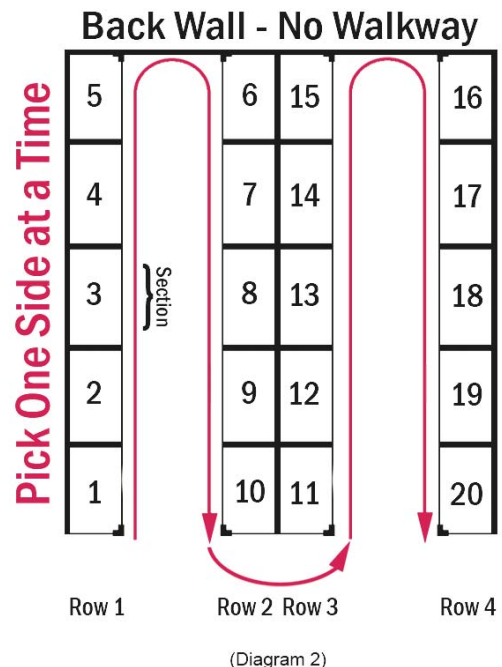 Back Wall - No Walkway
Pick One Side at a Time
5 6 15 16
4 7 14 17
3 Section 8 13 18
2 9 12 19
1 10 11 20
Row 1 Row 2 Row 3 Row 4
(Diagram 2)